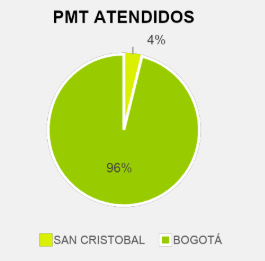 PMT ATENDIDOS
4%
96%
SAN CRISTOBAL BOGOTÁ